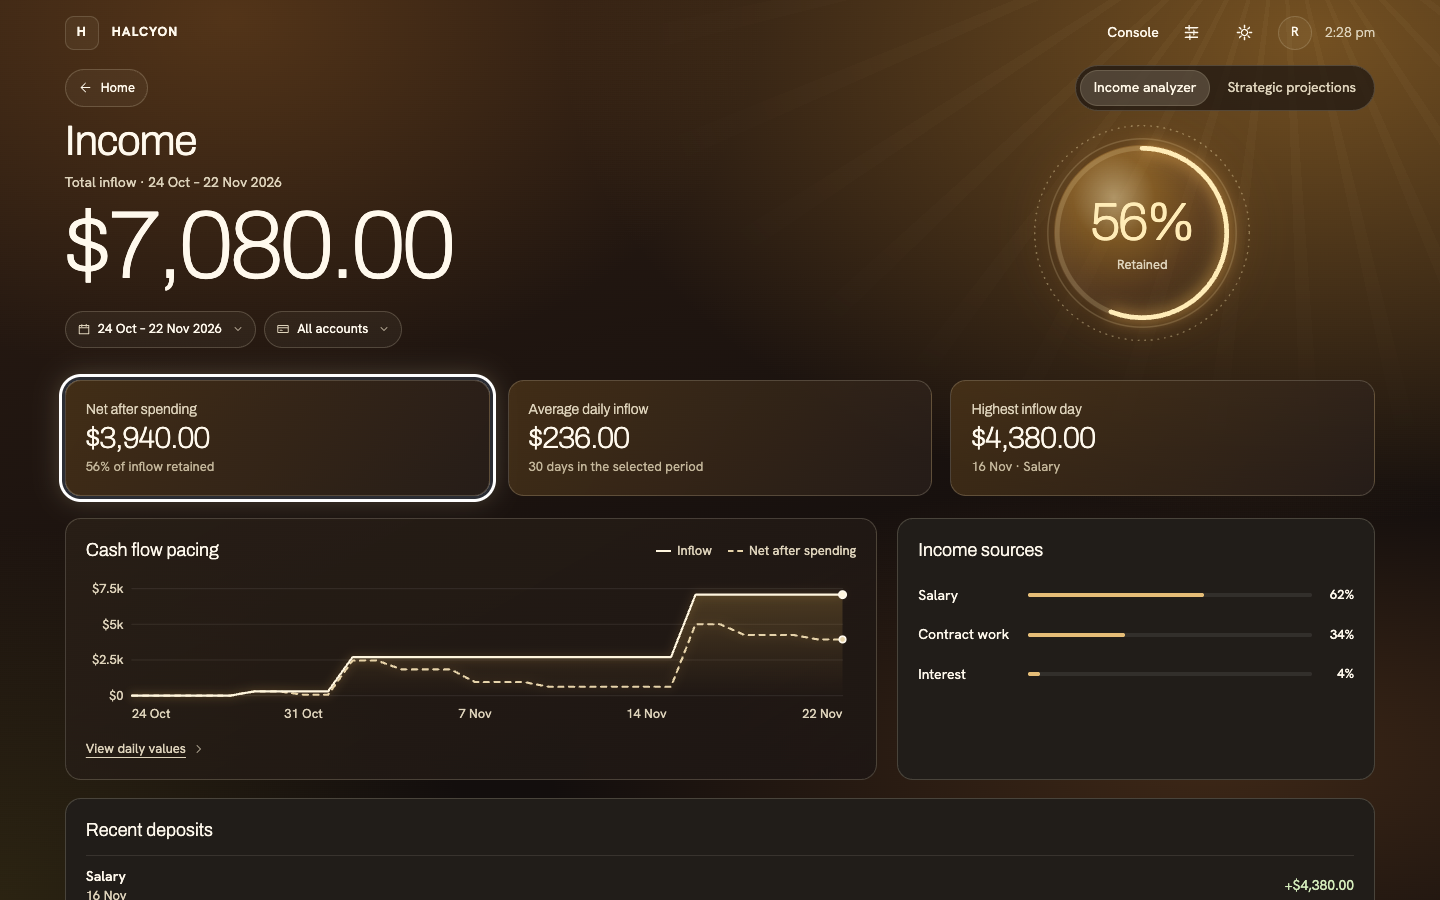 H HALCYON
Console R 2:28 pm
Home
Income analyzer Strategic projections
Income
Total inflow · 24 Oct – 22 Nov 2026
$7,080.00
56%
Retained
24 Oct – 22 Nov 2026 All accounts
Net after spending
$3,940.00
56% of inflow retained
Average daily inflow
$236.00
30 days in the selected period
Highest inflow day
$4,380.00
16 Nov · Salary
Cash flow pacing
Inflow Net after spending
$7.5k
$5k
$2.5k
$0
24 Oct 31 Oct 7 Nov 14 Nov 22 Nov
View daily values
Income sources
Salary 62%
Contract work 34%
Interest 4%
Recent deposits
Salary
16 Nov
+$4,380.00